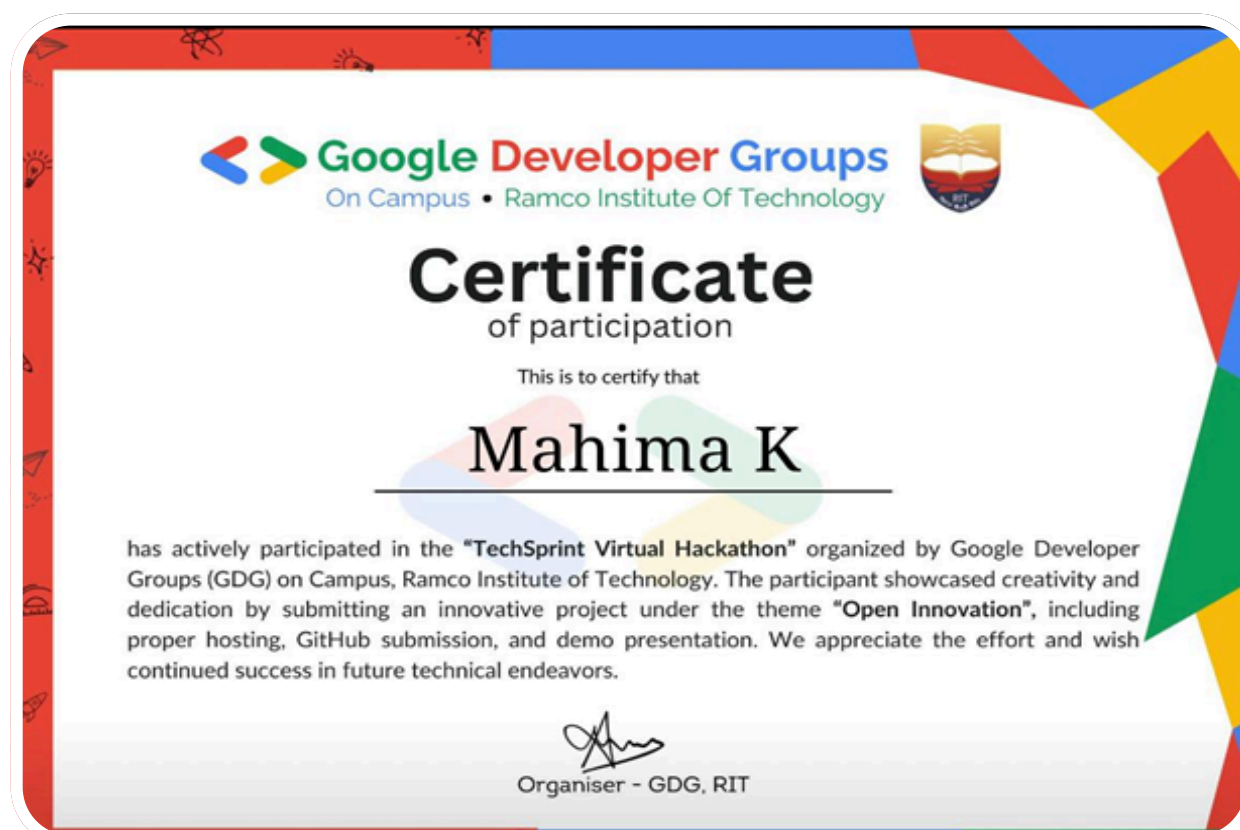 Google Developer Groups
On Campus • Ramco Institute Of Technology
RIT
Certificate
of participation
This is to certify that
Mahima K
has actively participated in the “TechSprint Virtual Hackathon” organized by Google Developer
Groups (GDG) on Campus, Ramco Institute of Technology. The participant showcased creativity and
dedication by submitting an innovative project under the theme “Open Innovation”, including
proper hosting, GitHub submission, and demo presentation. We appreciate the effort and wish
continued success in future technical endeavors.
Organiser - GDG, RIT